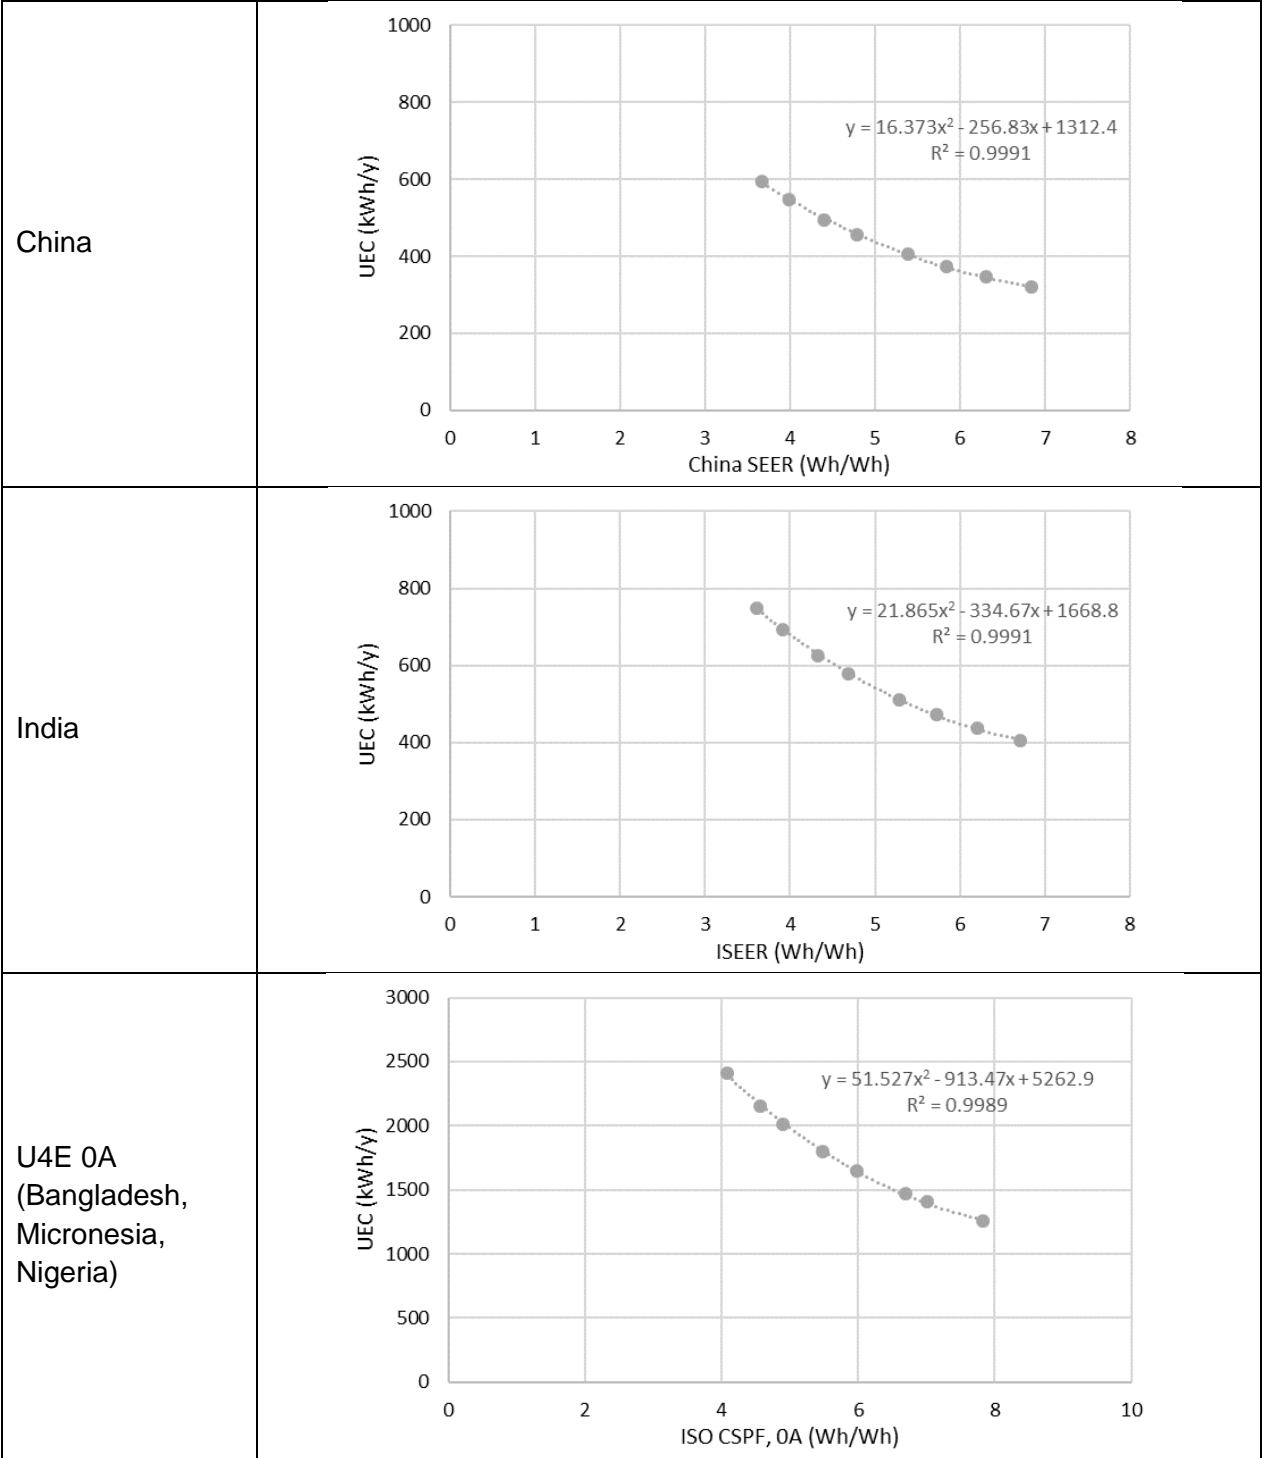 China
1000
800
600
400
200
0
UEC (kWh/y)
y = 16.373x² - 256.83x + 1312.4
R² = 0.9991
0 1 2 3 4 5 6 7 8
China SEER (Wh/Wh)
India
1000
800
600
400
200
0
UEC (kWh/y)
y = 21.865x² - 334.67x + 1668.8
R² = 0.9991
0 1 2 3 4 5 6 7 8
ISEER (Wh/Wh)
U4E 0A
(Bangladesh,
Micronesia,
Nigeria)
3000
2500
2000
1500
1000
500
0
UEC (kWh/y)
y = 51.527x² - 913.47x + 5262.9
R² = 0.9989
0 2 4 6 8 10
ISO CSPF, 0A (Wh/Wh)